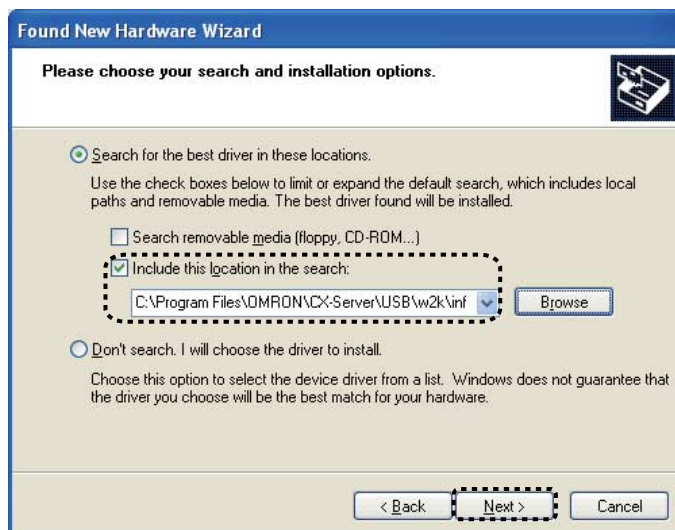 Found New Hardware Wizard
Please choose your search and installation options.
Search for the best driver in these locations.
Use the check boxes below to limit or expand the default search, which includes local
paths and removable media. The best driver found will be installed.
Search removable media (floppy, CD-ROM...)
Include this location in the search:
C:\Program Files\OMRON\CX-Server\USB\w2k\inf
Browse
Don't search. I will choose the driver to install.
Choose this option to select the device driver from a list. Windows does not guarantee that
the driver you choose will be the best match for your hardware.
< Back Next > Cancel